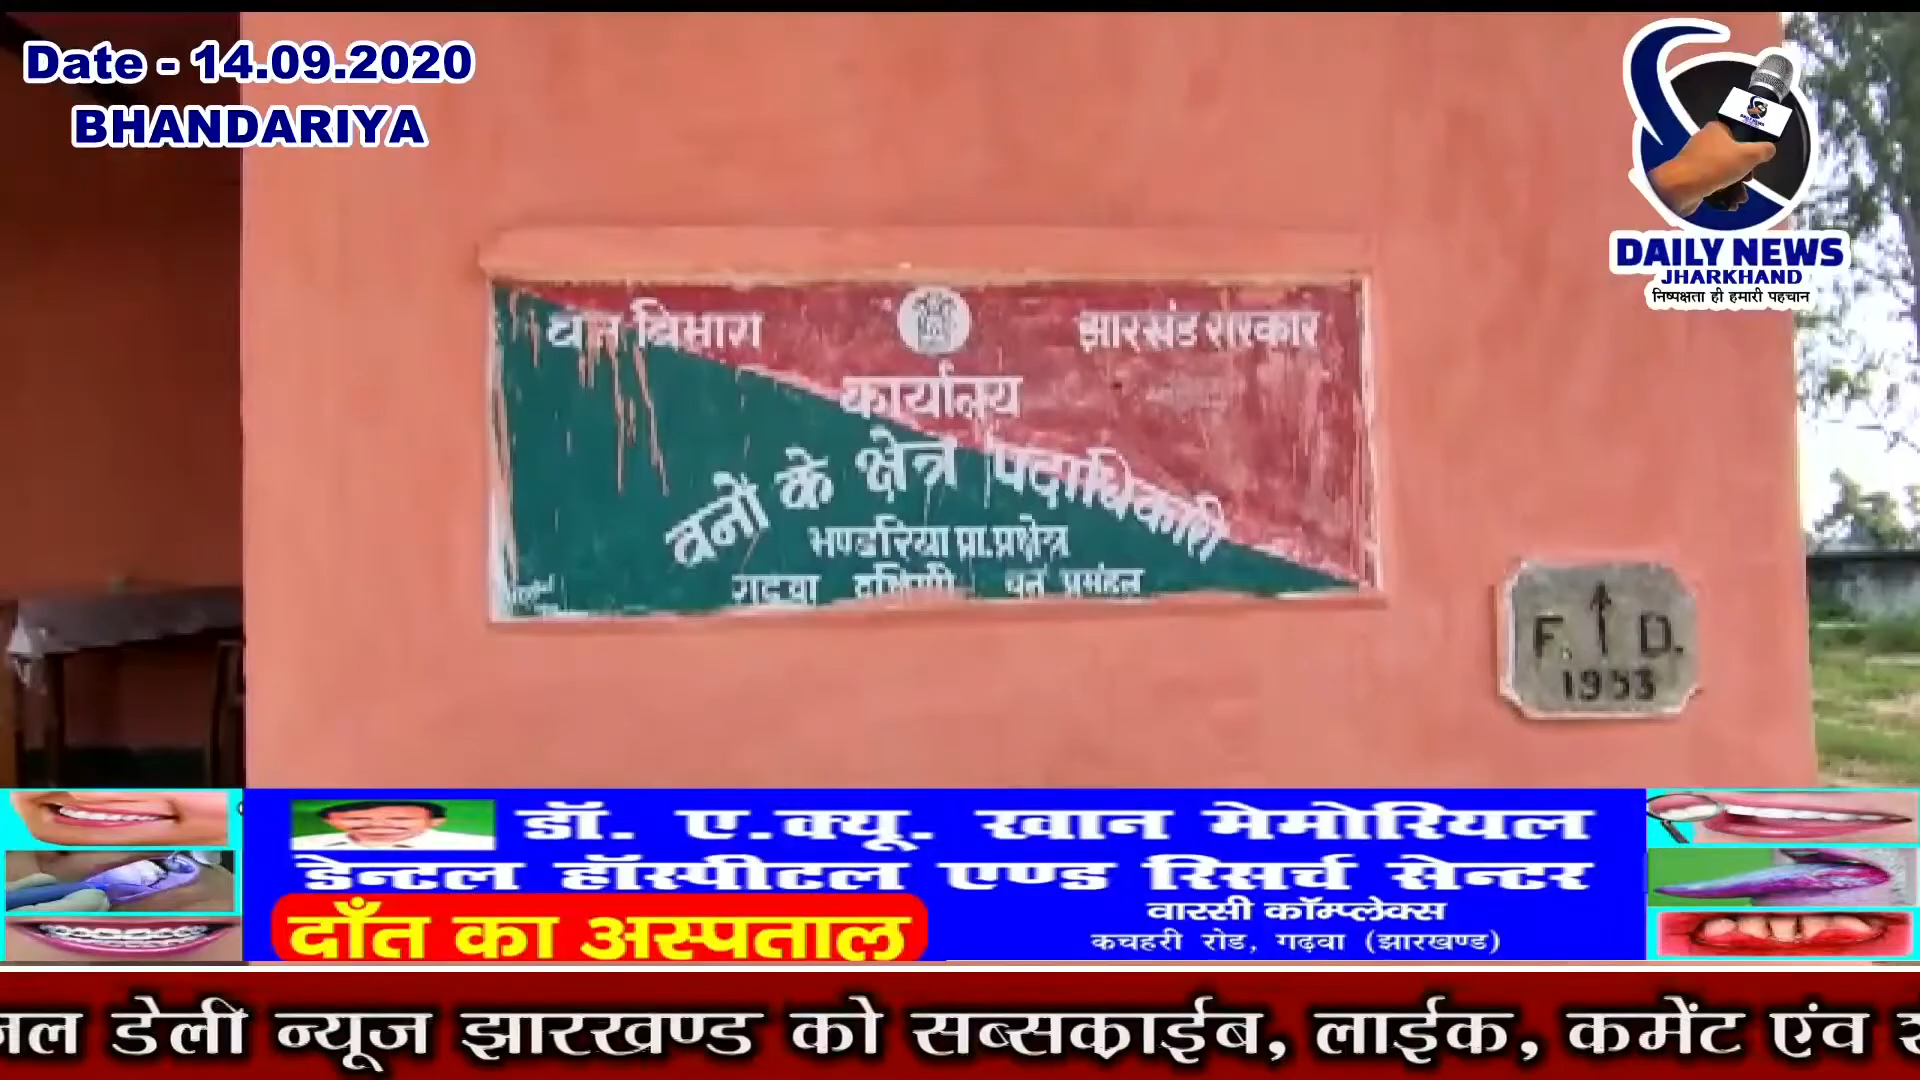 Date - 14.09.2020
BHANDARIYA
DAILY NEWS
JHARKHAND
निष्पक्षता ही हमारी पहचान
वन विभाग
झारखंड सरकार
कार्यालय
वनों के क्षेत्र पदाधिकारी
भण्डरिया प्रा.प्रक्षेत्र
गढ़वा दक्षिणी वन प्रमंडल
F. D.
1953
डॉ. ए.क्यू. खान मेमोरियल
डेन्टल हॉस्पीटल एण्ड रिसर्च सेन्टर
दाँत का अस्पताल
वारसी कॉम्प्लेक्स
कचहरी रोड, गढ़वा (झारखण्ड)
डेली न्यूज झारखण्ड को सब्सक्राईब, लाईक, कमेंट एंव